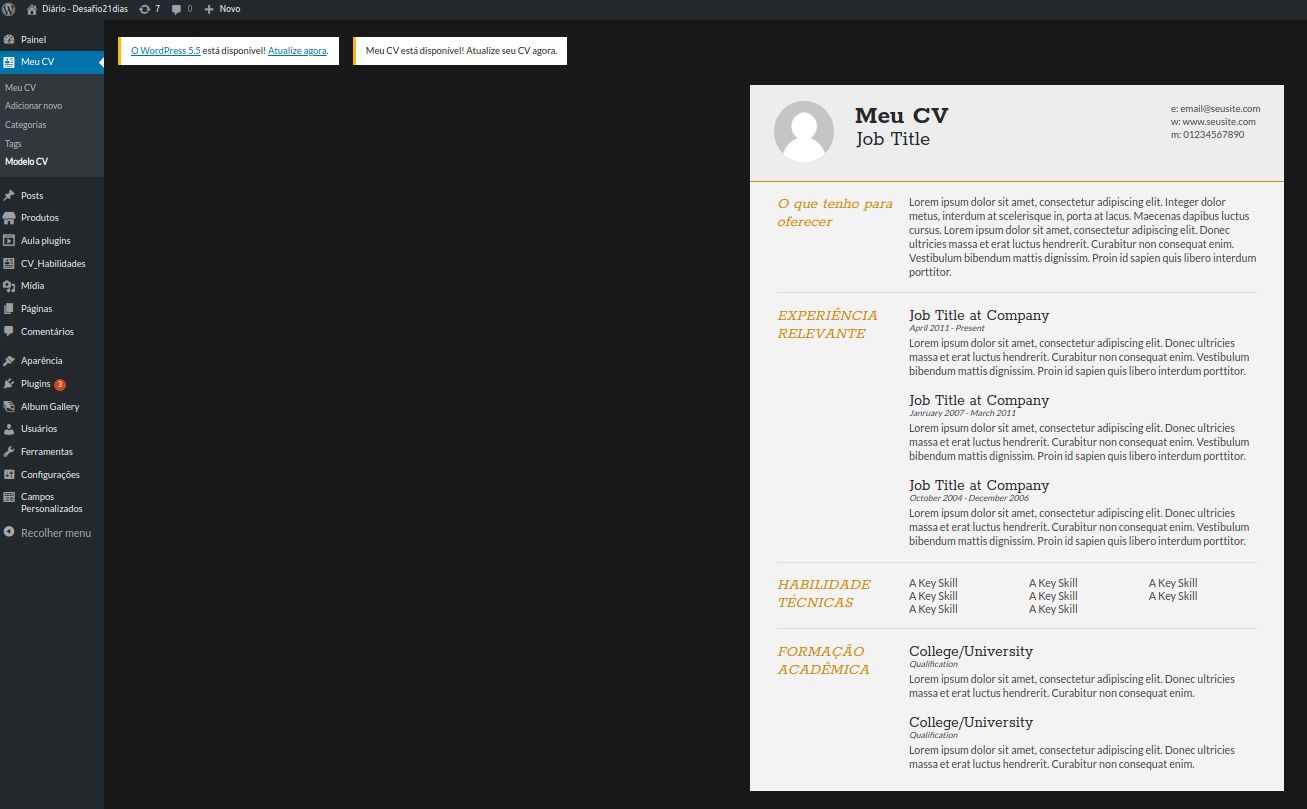 Diário - Desafio21dias 7 0 Novo
Painel
Meu CV
Meu CV
Adicionar novo
Categorias
Tags
Modelo CV
Posts
Produtos
Aula plugins
CV_Habilidades
Mídia
Páginas
Comentários
Aparência
Plugins 3
Album Gallery
Usuários
Ferramentas
Configurações
Campos
Personalizados
Recolher menu
O WordPress 5.5 está disponível! Atualize agora.
Meu CV está disponível! Atualize seu CV agora.
Meu CV
Job Title
e: email@seusite.com
w: www.seusite.com
m: 01234567890
O que tenho para
oferecer
Lorem ipsum dolor sit amet, consectetur adipiscing elit. Integer dolor
metus, interdum at scelerisque in, porta at lacus. Maecenas dapibus luctus
cursus. Lorem ipsum dolor sit amet, consectetur adipiscing elit. Donec
ultricies massa et erat luctus hendrerit. Curabitur non consequat enim.
Vestibulum bibendum mattis dignissim. Proin id sapien quis libero interdum
porttitor.
EXPERIÊNCIA
RELEVANTE
Job Title at Company
April 2011 - Present
Lorem ipsum dolor sit amet, consectetur adipiscing elit. Donec ultricies
massa et erat luctus hendrerit. Curabitur non consequat enim. Vestibulum
bibendum mattis dignissim. Proin id sapien quis libero interdum porttitor.
Job Title at Company
Janruary 2007 - March 2011
Lorem ipsum dolor sit amet, consectetur adipiscing elit. Donec ultricies
massa et erat luctus hendrerit. Curabitur non consequat enim. Vestibulum
bibendum mattis dignissim. Proin id sapien quis libero interdum porttitor.
Job Title at Company
October 2004 - December 2006
Lorem ipsum dolor sit amet, consectetur adipiscing elit. Donec ultricies
massa et erat luctus hendrerit. Curabitur non consequat enim. Vestibulum
bibendum mattis dignissim. Proin id sapien quis libero interdum porttitor.
HABILIDADE
TÉCNICAS
A Key Skill A Key Skill A Key Skill
A Key Skill A Key Skill A Key Skill
A Key Skill A Key Skill
FORMAÇÃO
ACADÊMICA
College/University
Qualification
Lorem ipsum dolor sit amet, consectetur adipiscing elit. Donec ultricies
massa et erat luctus hendrerit. Curabitur non consequat enim.
College/University
Qualification
Lorem ipsum dolor sit amet, consectetur adipiscing elit. Donec ultricies
massa et erat luctus hendrerit. Curabitur non consequat enim.